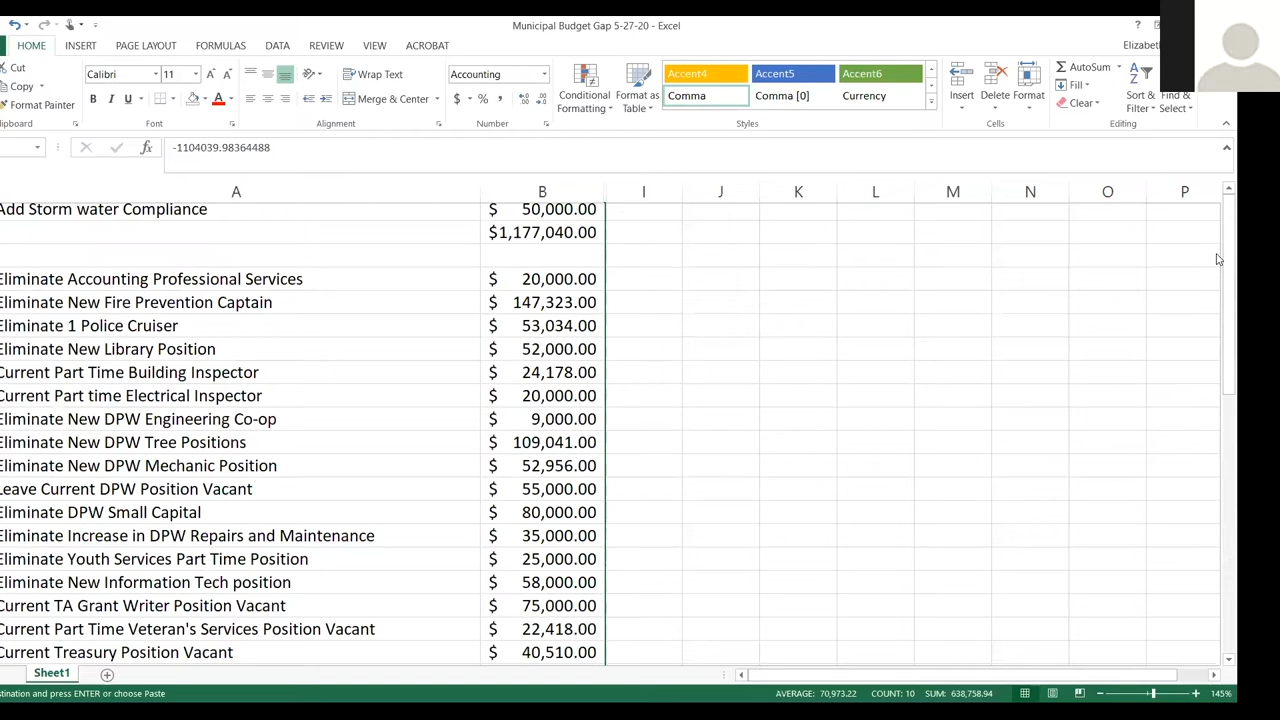 Municipal Budget Gap 5-27-20 - Excel
?
HOME INSERT PAGE LAYOUT FORMULAS DATA REVIEW VIEW ACROBAT
Elizabeth
Cut
Copy
Format Painter
Calibri 11
B I U
Wrap Text
Merge & Center
Accounting
$ % ,
Conditional Formatting
Format as Table
Accent4 Accent5 Accent6
Comma Comma [0] Currency
Insert Delete Format
AutoSum
Fill
Clear
Sort & Filter
Find & Select
lipboard Font Alignment Number Styles Cells Editing
fx -1104039.98364488
A B I J K L M N O P
Add Storm water Compliance $ 50,000.00
$1,177,040.00
Eliminate Accounting Professional Services $ 20,000.00
Eliminate New Fire Prevention Captain $ 147,323.00
Eliminate 1 Police Cruiser $ 53,034.00
Eliminate New Library Position $ 52,000.00
Current Part Time Building Inspector $ 24,178.00
Current Part time Electrical Inspector $ 20,000.00
Eliminate New DPW Engineering Co-op $ 9,000.00
Eliminate New DPW Tree Positions $ 109,041.00
Eliminate New DPW Mechanic Position $ 52,956.00
Leave Current DPW Position Vacant $ 55,000.00
Eliminate DPW Small Capital $ 80,000.00
Eliminate Increase in DPW Repairs and Maintenance $ 35,000.00
Eliminate Youth Services Part Time Position $ 25,000.00
Eliminate New Information Tech position $ 58,000.00
Current TA Grant Writer Position Vacant $ 75,000.00
Current Part Time Veteran's Services Position Vacant $ 22,418.00
Current Treasury Position Vacant $ 40,510.00
Sheet1
stination and press ENTER or choose Paste
AVERAGE: 70,973.22 COUNT: 10 SUM: 638,758.94 145%